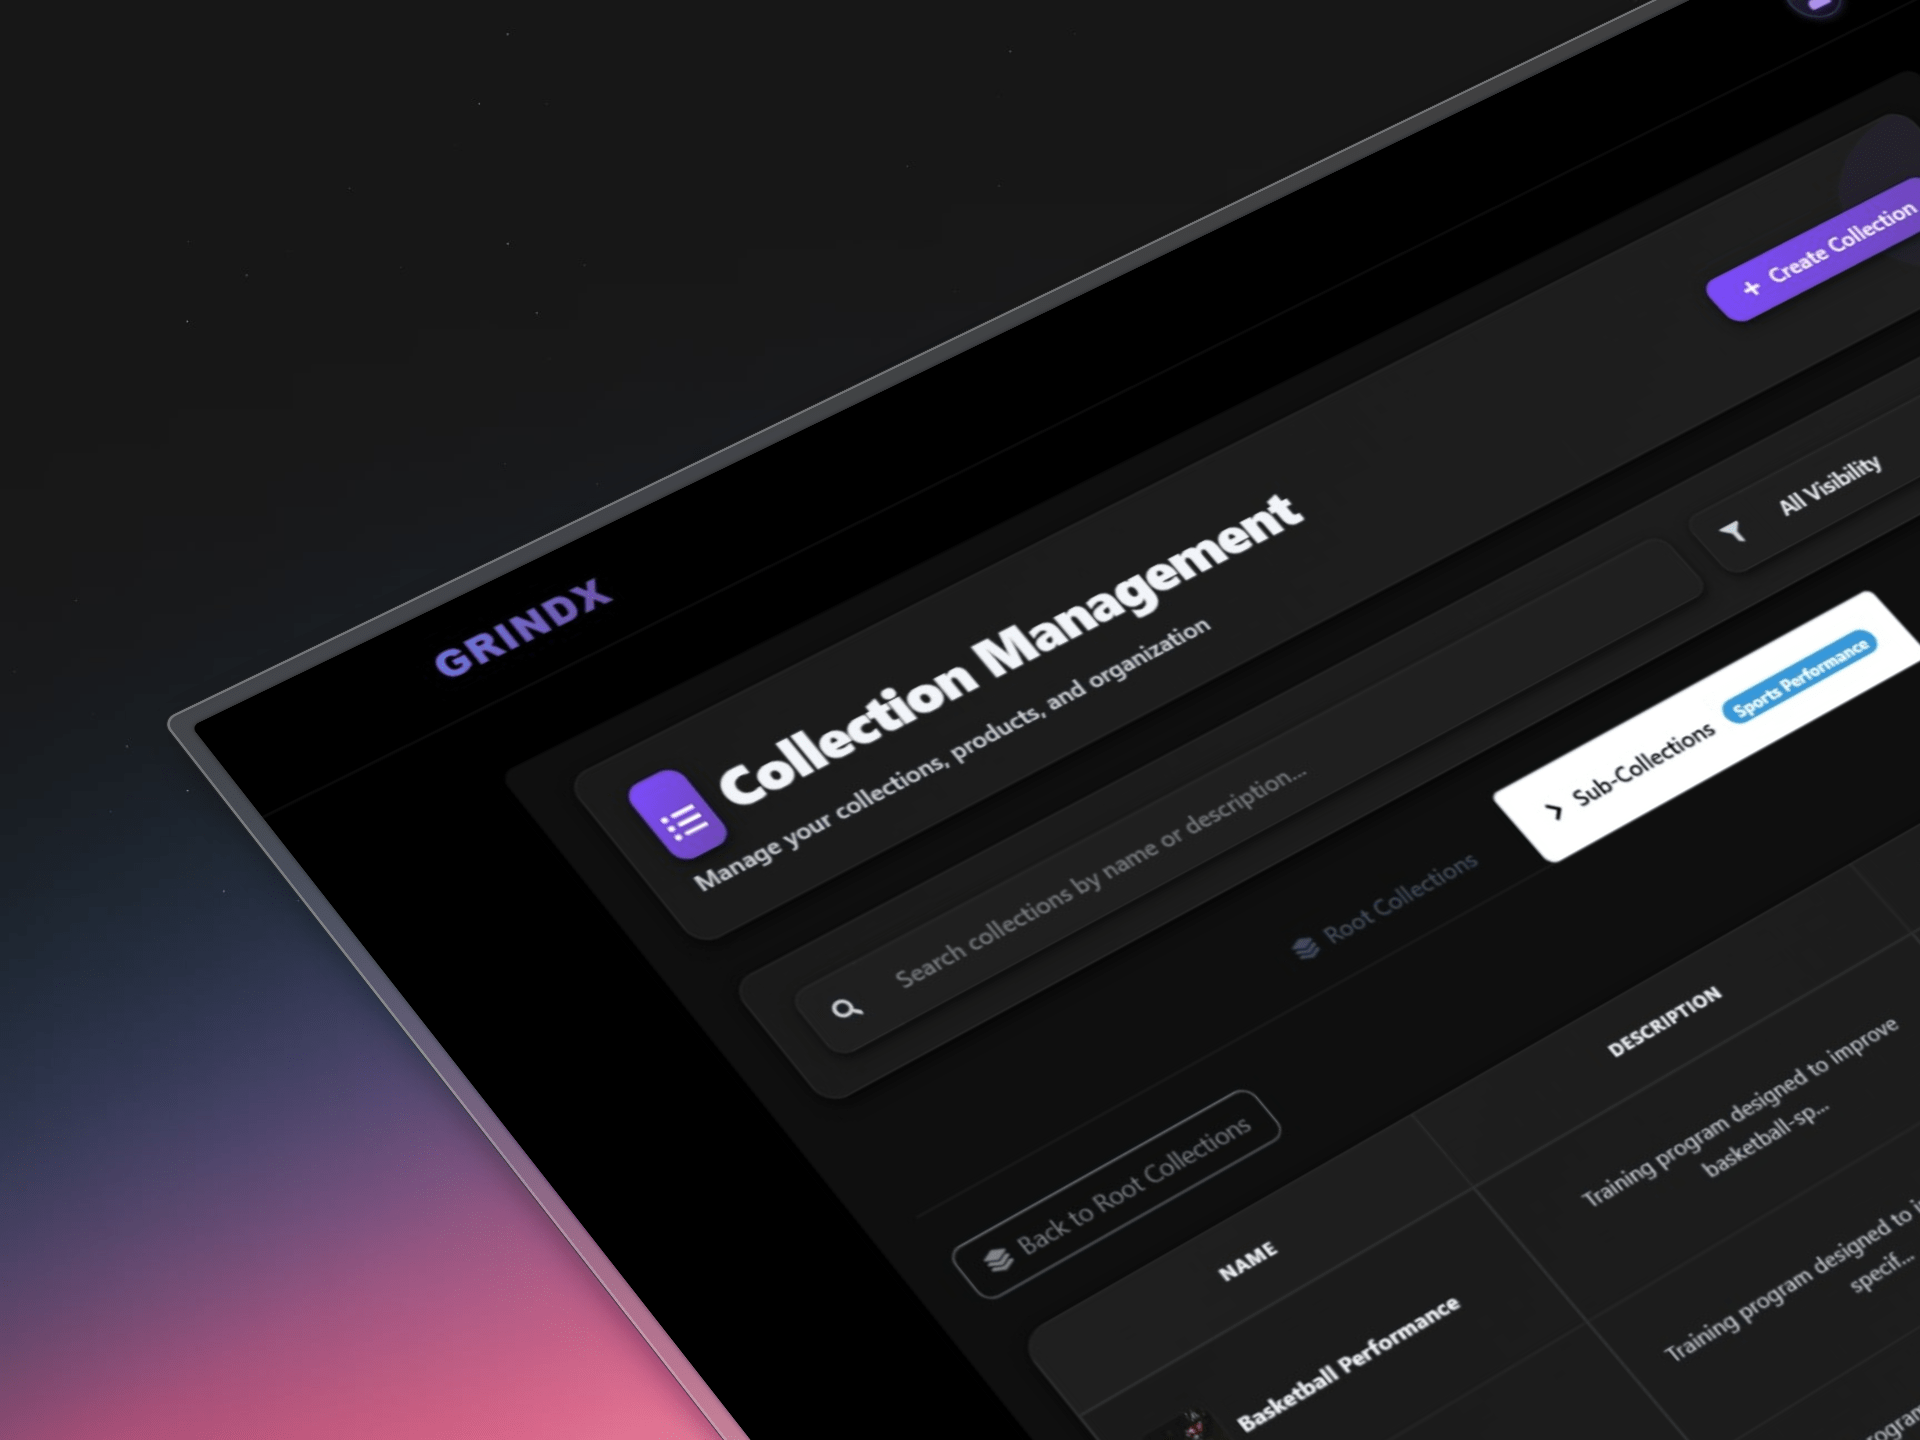 GRINDX
+ Create Collection
Collection Management
Manage your collections, products, and organization
Search collections by name or description...
All Visibility
Root Collections
Sub-Collections Sports Performance
Back to Root Collections
NAME
DESCRIPTION
Basketball Performance
Training program designed to improve
basketball-sp...
Training program designed to
specif...